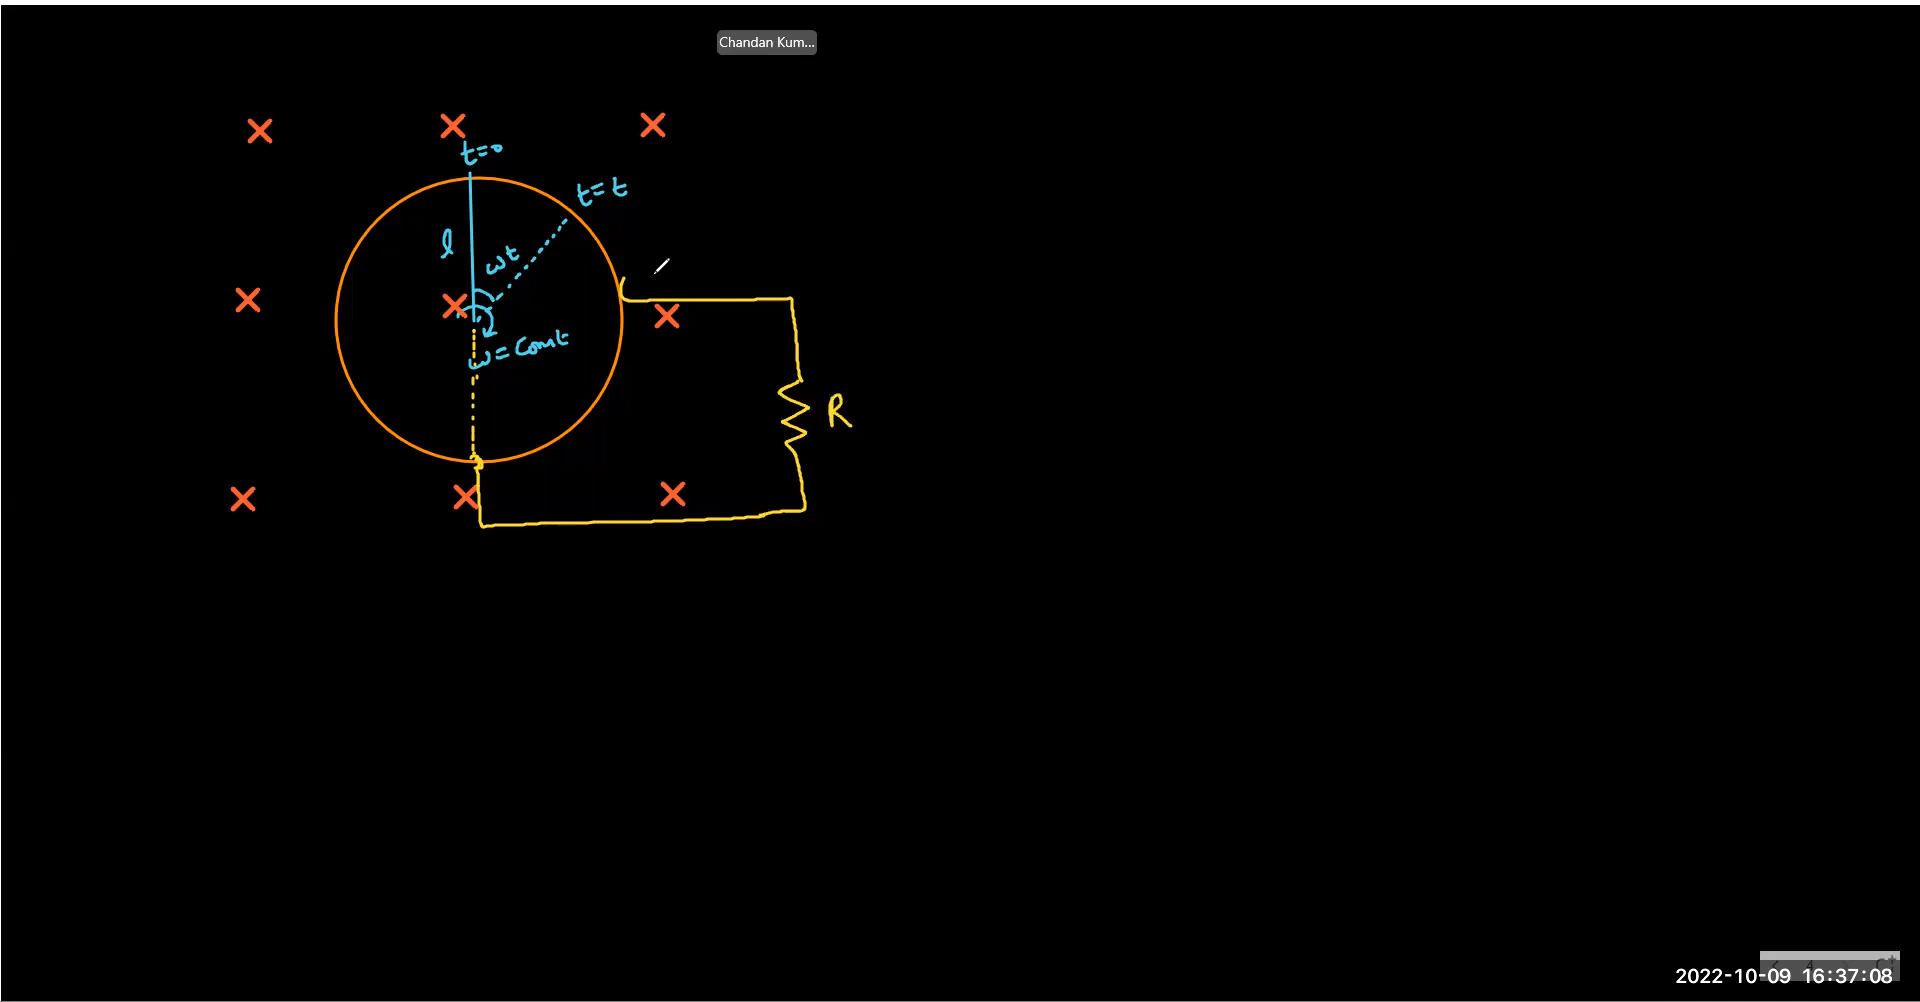 Chandan Kum...
t=0
t=t
l
ωt
ω=Const
R
2022-10-09 16:37:08